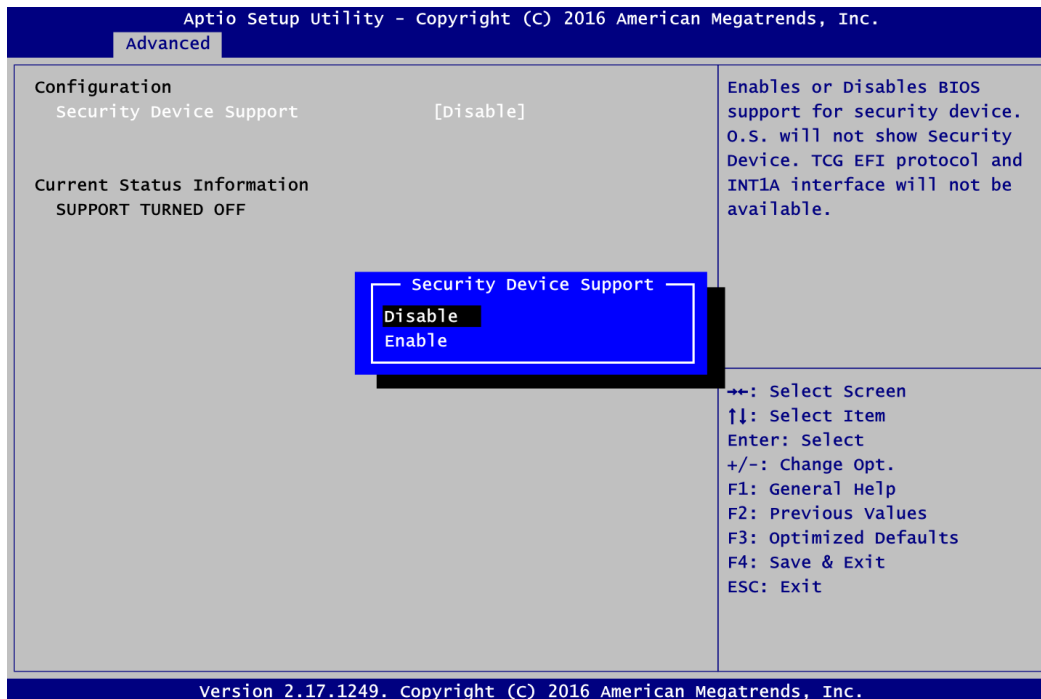 Aptio Setup Utility - Copyright (C) 2016 American Megatrends, Inc.
Advanced
Configuration
Security Device Support [Disable]
Current Status Information
SUPPORT TURNED OFF
Security Device Support
Disable
Enable
Enables or Disables BIOS
support for security device.
O.S. will not show Security
Device. TCG EFI protocol and
INT1A interface will not be
available.
→←: Select Screen
↑↓: Select Item
Enter: Select
+/-: Change Opt.
F1: General Help
F2: Previous Values
F3: Optimized Defaults
F4: Save & Exit
ESC: Exit
Version 2.17.1249. Copyright (C) 2016 American Megatrends, Inc.